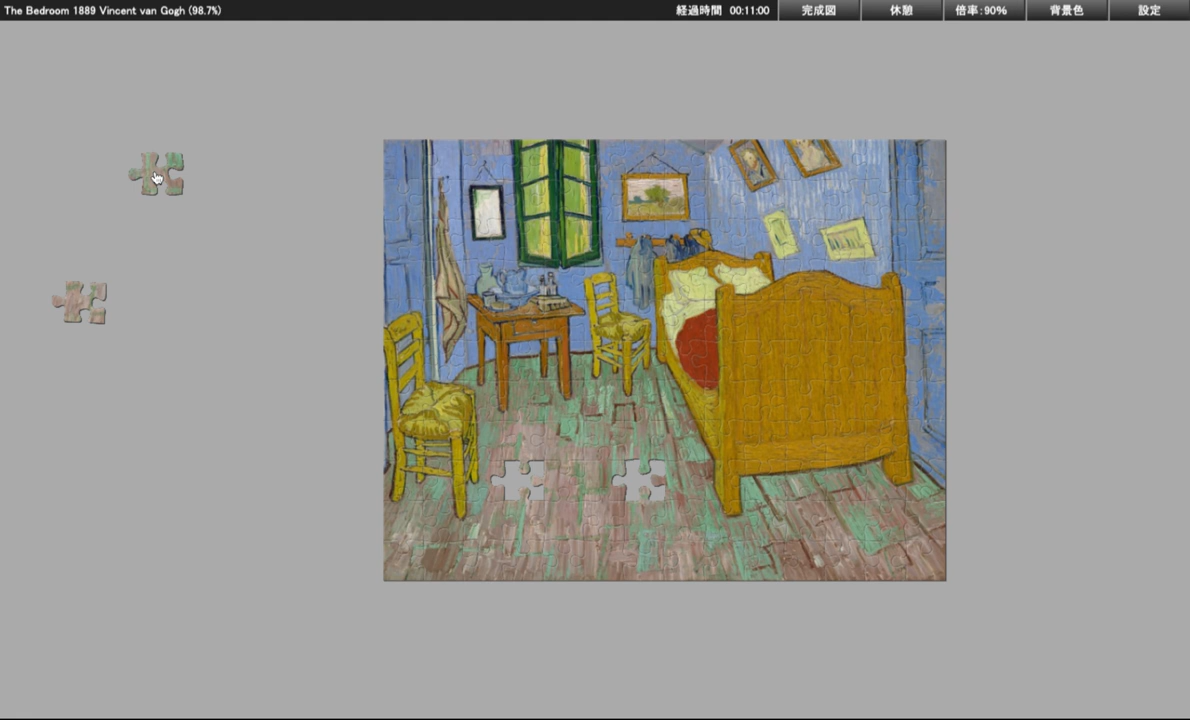 The Bedroom 1889 Vincent van Gogh (98.7%)
経過時間 00:11:00
完成図
休憩
倍率:90%
背景色
設定